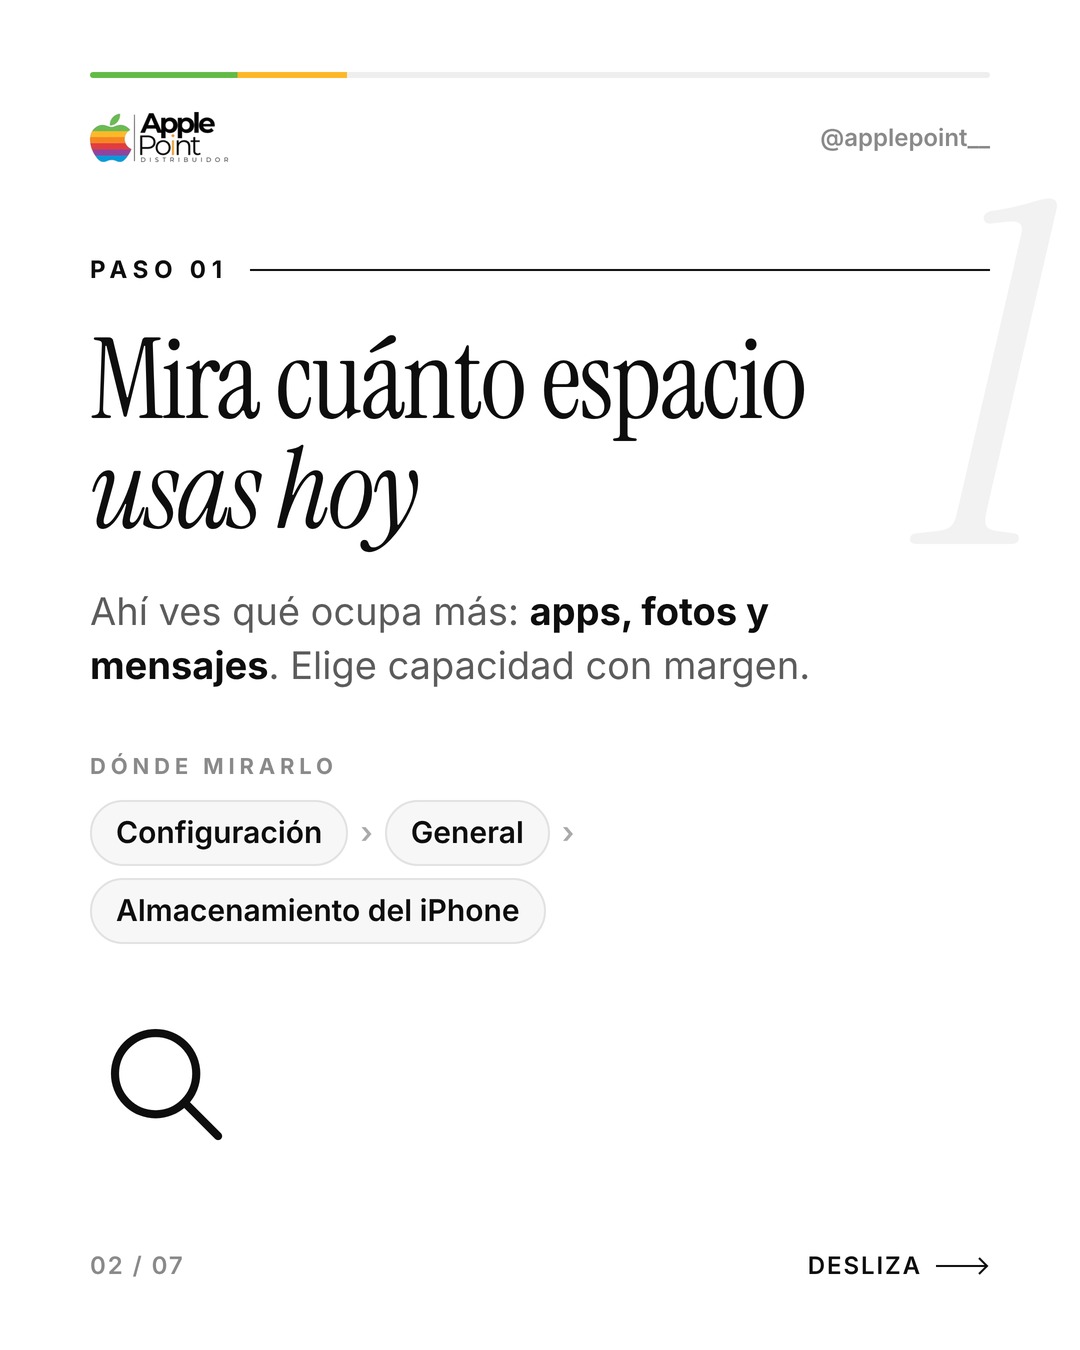 Apple
Point
DISTRIBUIDOR
@applepoint__
PASO 01
1
Mira cuánto espacio
usas hoy
Ahí ves qué ocupa más: apps, fotos y
mensajes. Elige capacidad con margen.
DÓNDE MIRARLO
Configuración › General ›
Almacenamiento del iPhone
02 / 07
DESLIZA →